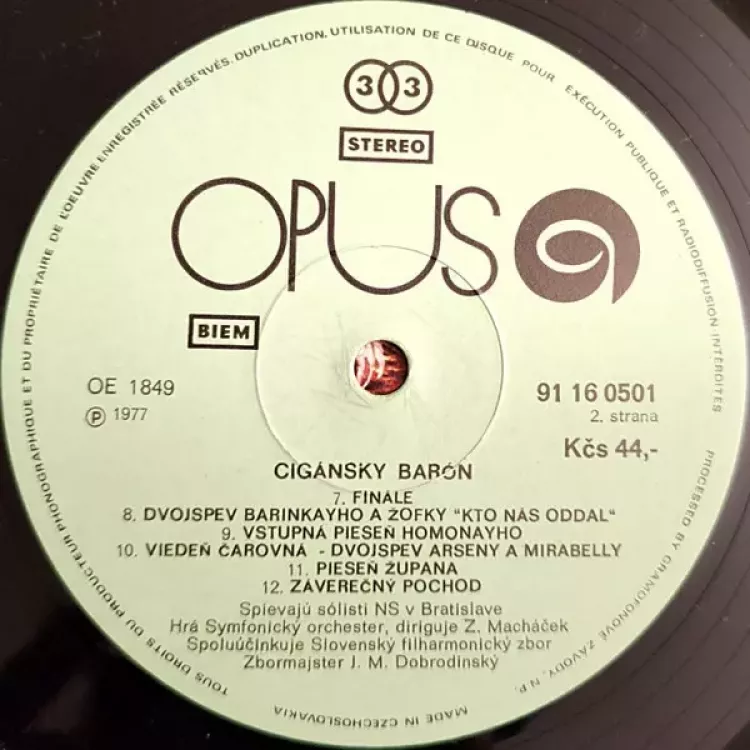 TOUS DROITS DU PRODUCTEUR PHONOGRAPHIQUE ET DU PROPRIÉTAIRE DE L'OEUVRE ENREGISTRÉE RÉSERVÉS. DUPLICATION, UTILISATION DE CE DISQUE POUR EXÉCUTION PUBLIQUE ET RADIODIFFUSION INTERDITES
PROCESSED BY GRAMOFONOVÉ ZÁVODY, N.P.
MADE IN CZECHOSLOVAKIA
33
STEREO
OPUS
BIEM
OE 1849
℗ 1977
91 16 0501
2. strana
Kčs 44,-
CIGÁNSKY BARÓN
7. FINÁLE
8. DVOJSPEV BARINKAYHO A ŽOFKY "KTO NÁS ODDAL"
9. VSTUPNÁ PIESEŇ HOMONAYHO
10. VIEDEŇ ČAROVNÁ - DVOJSPEV ARSENY A MIRABELLY
11. PIESEŇ ŽUPANA
12. ZÁVEREČNÝ POCHOD
Spievajú sólisti NS v Bratislave
Hrá Symfonický orchester, diriguje Z. Macháček
Spoluúčinkuje Slovenský filharmonický zbor
Zbormajster J. M. Dobrodinský